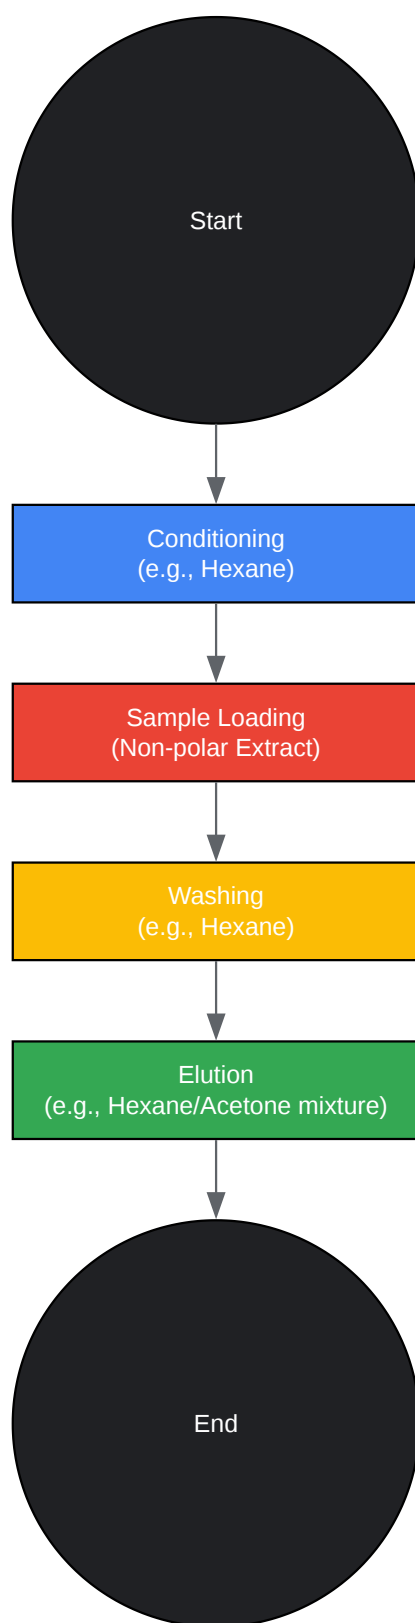 Start
Conditioning
(e.g., Hexane)
Sample Loading
(Non-polar Extract)
Washing
(e.g., Hexane)
Elution
(e.g., Hexane/Acetone mixture)
End